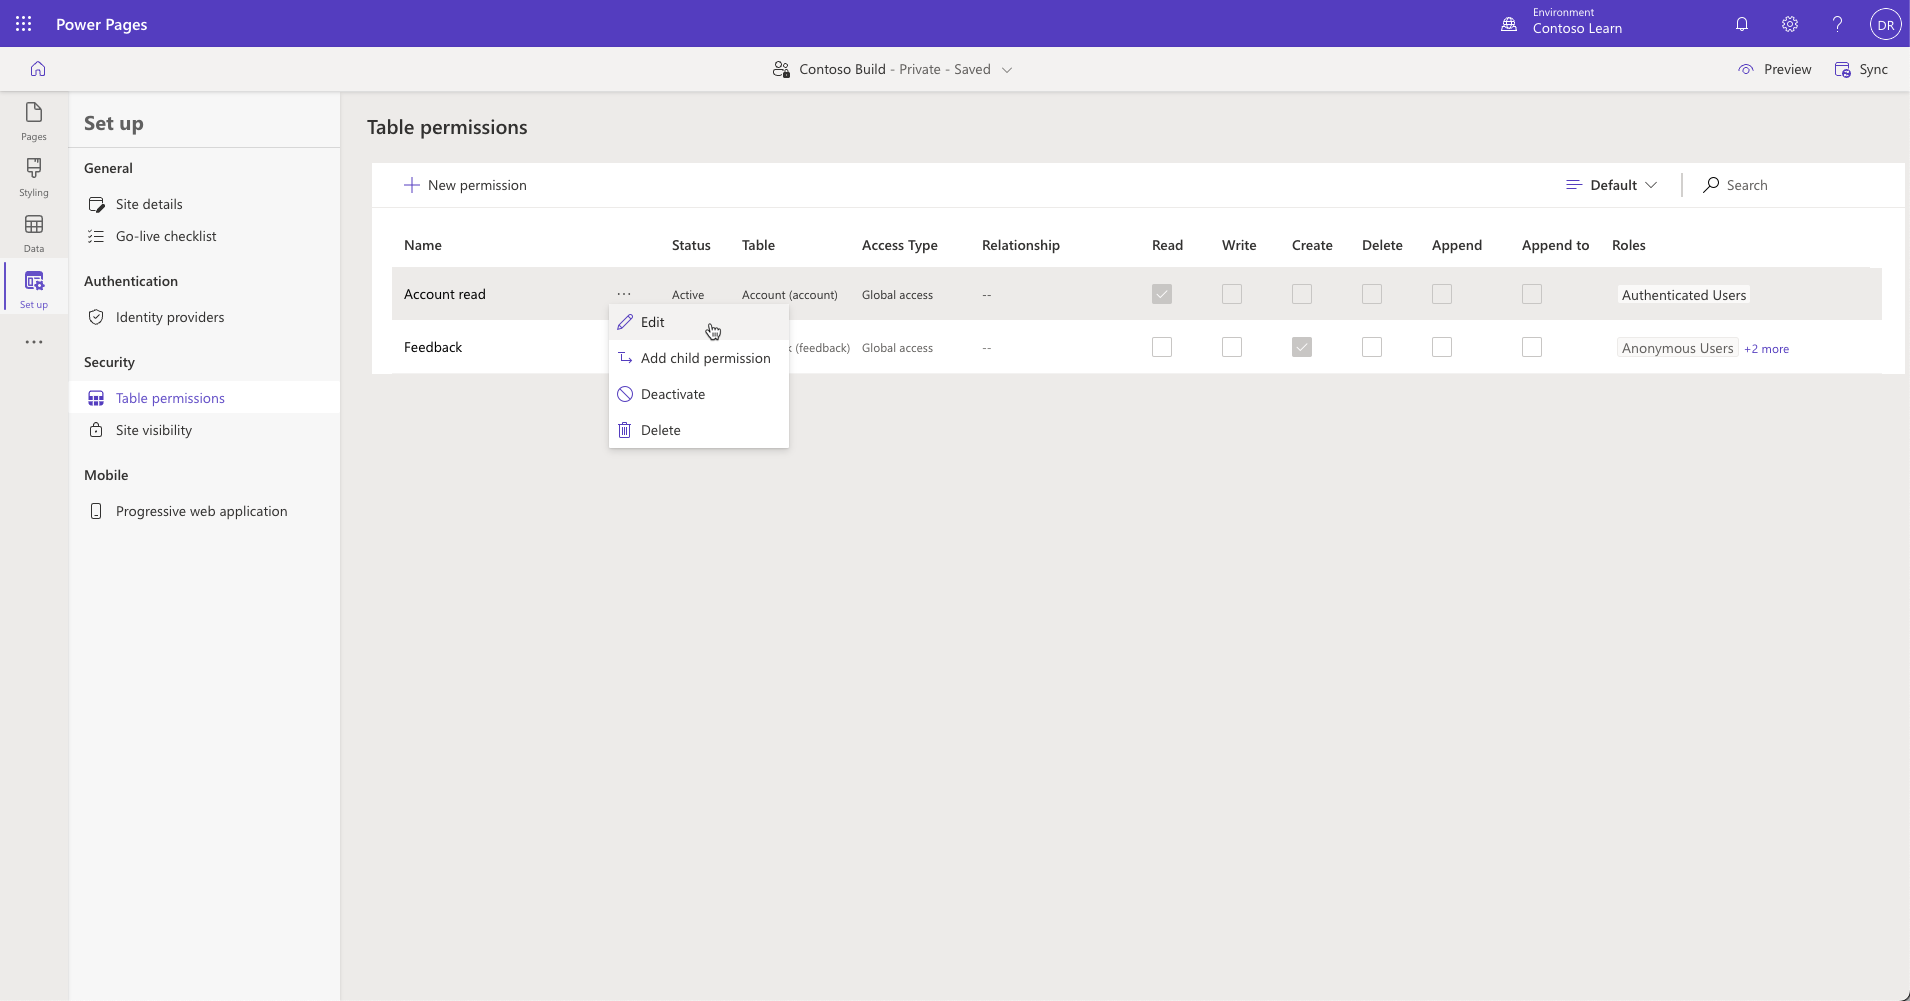 Power Pages
Environment
Contoso Learn
?
DR
Contoso Build - Private - Saved
Preview
Sync
Pages
Styling
Data
Set up
Set up
General
Site details
Go-live checklist
Authentication
Identity providers
Security
Table permissions
Site visibility
Mobile
Progressive web application
Table permissions
New permission
Default
Search
Name Status Table Access Type Relationship Read Write Create Delete Append Append to Roles
Account read ··· Active Account (account) Global access -- Authenticated Users
Feedback (feedback) Global access -- Anonymous Users +2 more
Edit
Add child permission
Deactivate
Delete